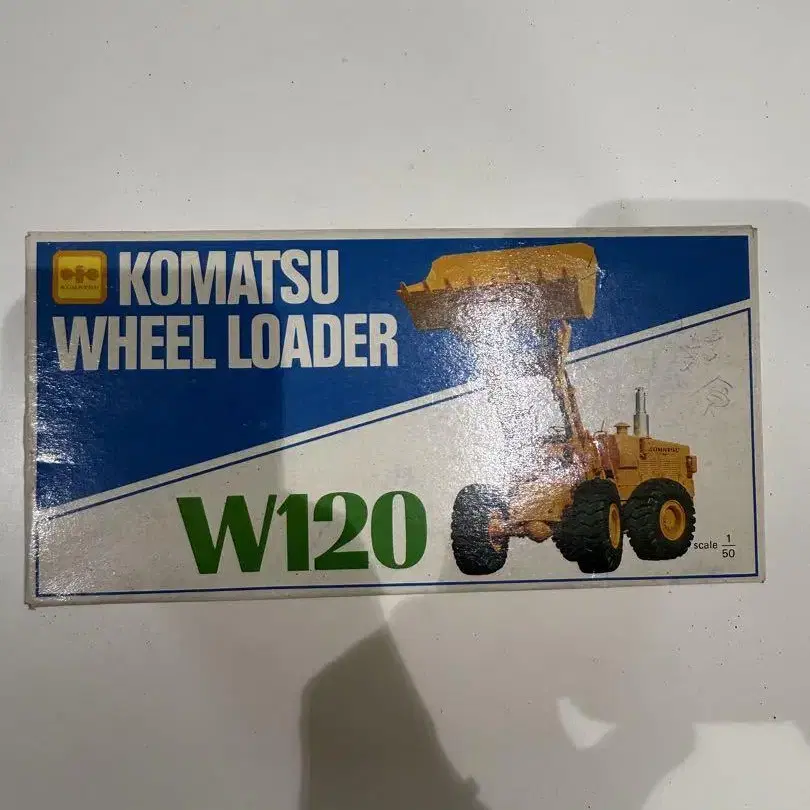 KOMATSU
WHEEL LOADER
W120
scale 1/50